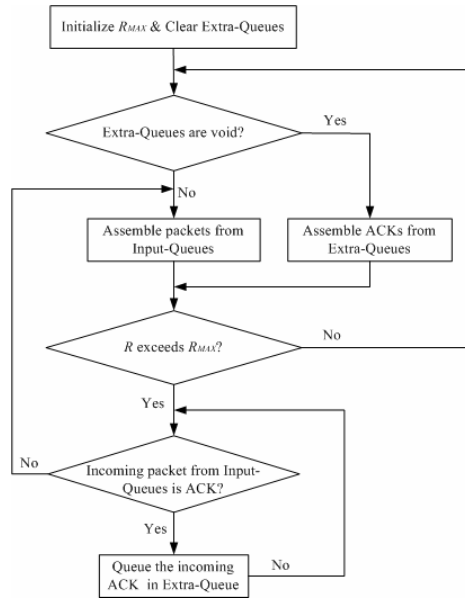 Initialize RMAX & Clear Extra-Queues
Extra-Queues are void?
Yes
No
Assemble packets from
Input-Queues
Assemble ACKs from
Extra-Queues
R exceeds RMAX?
No
Yes
No
Incoming packet from Input-
Queues is ACK?
Yes
Queue the incoming
ACK in Extra-Queue
No